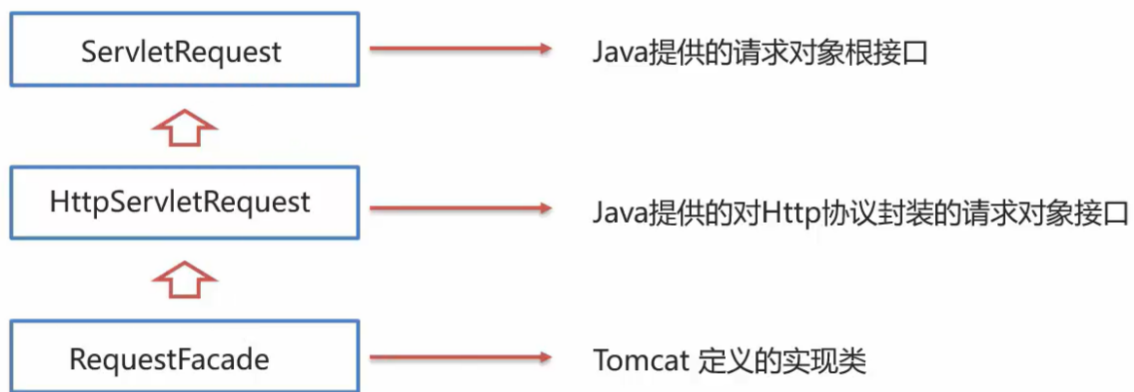 ServletRequest
Java提供的请求对象根接口
HttpServletRequest
Java提供的对Http协议封装的请求对象接口
RequestFacade
Tomcat 定义的实现类